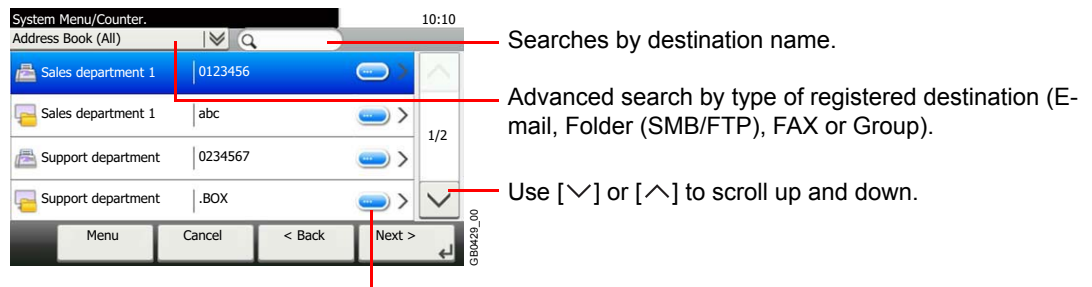 System Menu/Counter.
10:10
Address Book (All)
Searches by destination name.
Sales department 1
0123456
Sales department 1
abc
Advanced search by type of registered destination (E-
mail, Folder (SMB/FTP), FAX or Group).
1/2
Support department
0234567
Support department
.BOX
Use [∨] or [∧] to scroll up and down.
Menu
Cancel
< Back
Next >
GB0429_00